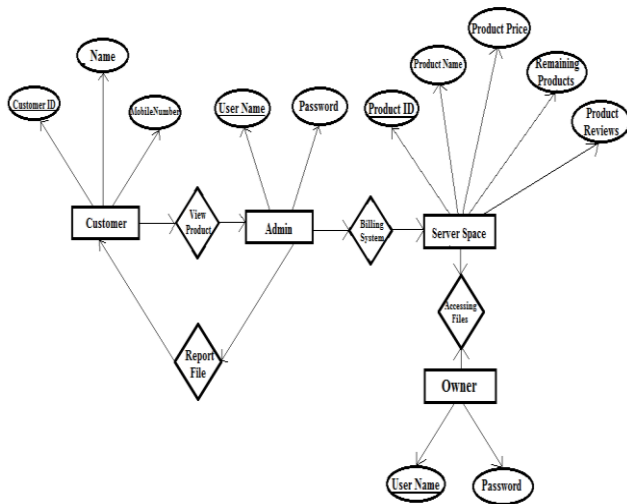 Product Price
Name
Product Name
Remaining
Products
Customer ID
MobileNumber
User Name
Password
Product ID
Product
Reviews
Customer
View
Product
Admin
Billing
System
Server Space
Accessing
Files
Report
File
Owner
User Name
Password